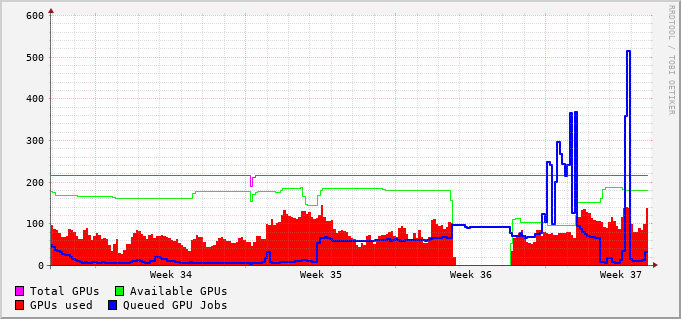 600
500
400
300
200
100
0
Week 34 Week 35 Week 36 Week 37
Total GPUs Available GPUs
GPUs used Queued GPU Jobs
RRDTOOL / TOBI OETIKER